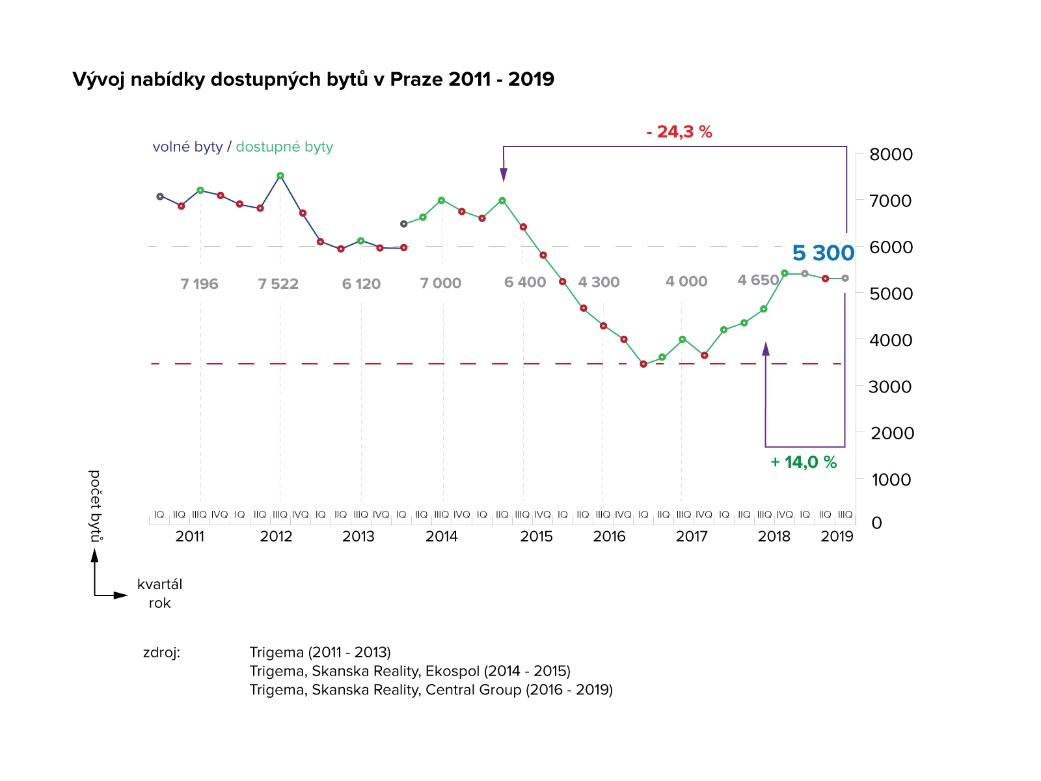 Vývoj nabídky dostupných bytů v Praze 2011 - 2019
- 24,3 %
volné byty / dostupné byty
8000
7000
6000
5 300
7 196 7 522 6 120 7 000 6 400 4 300 4 000 4 650
5000
4000
3000
2000
+ 14,0 %
1000
počet bytů
IQ IIQ IIIQ IVQ IQ IIQ IIIQ IVQ IQ IIQ IIIQ IVQ IQ IIQ IIIQ IVQ IQ IIQ IIIQ IVQ IQ IIQ IIIQ IVQ IQ IIQ IIIQ IVQ IQ IIQ IIIQ IVQ IQ IIQ IIIQ
0
2011 2012 2013 2014 2015 2016 2017 2018 2019
kvartál
rok
zdroj: Trigema (2011 - 2013)
Trigema, Skanska Reality, Ekospol (2014 - 2015)
Trigema, Skanska Reality, Central Group (2016 - 2019)